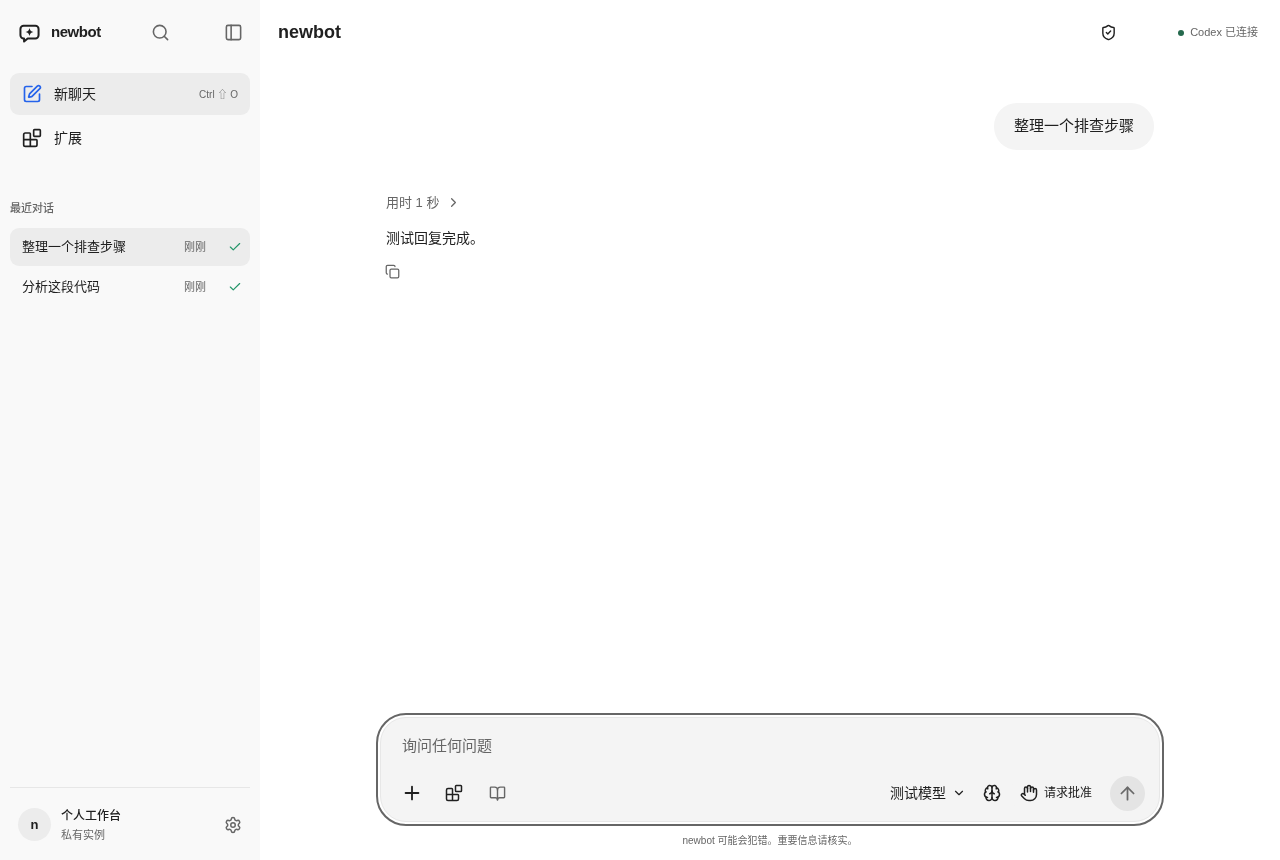 newbot
新聊天
Ctrl ⇧ O
扩展
最近对话
整理一个排查步骤 刚刚
分析这段代码 刚刚
n
个人工作台
私有实例
newbot
Codex 已连接
整理一个排查步骤
用时 1 秒
测试回复完成。
询问任何问题
测试模型
请求批准
newbot 可能会犯错。重要信息请核实。